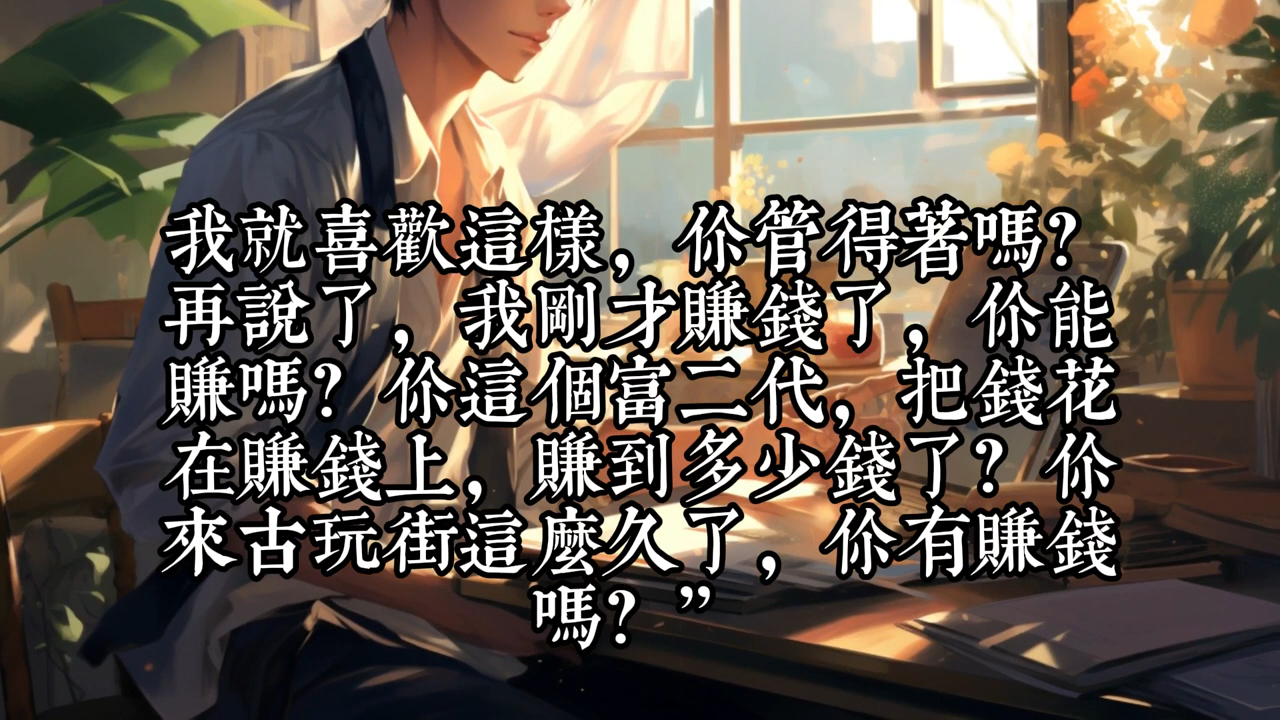 我就喜歡這樣，你管得著嗎？
再說了，我剛才賺錢了，你能
賺嗎？你這個富二代，把錢花
在賺錢上，賺到多少錢了？你
來古玩街這麼久了，你有賺錢
嗎？”